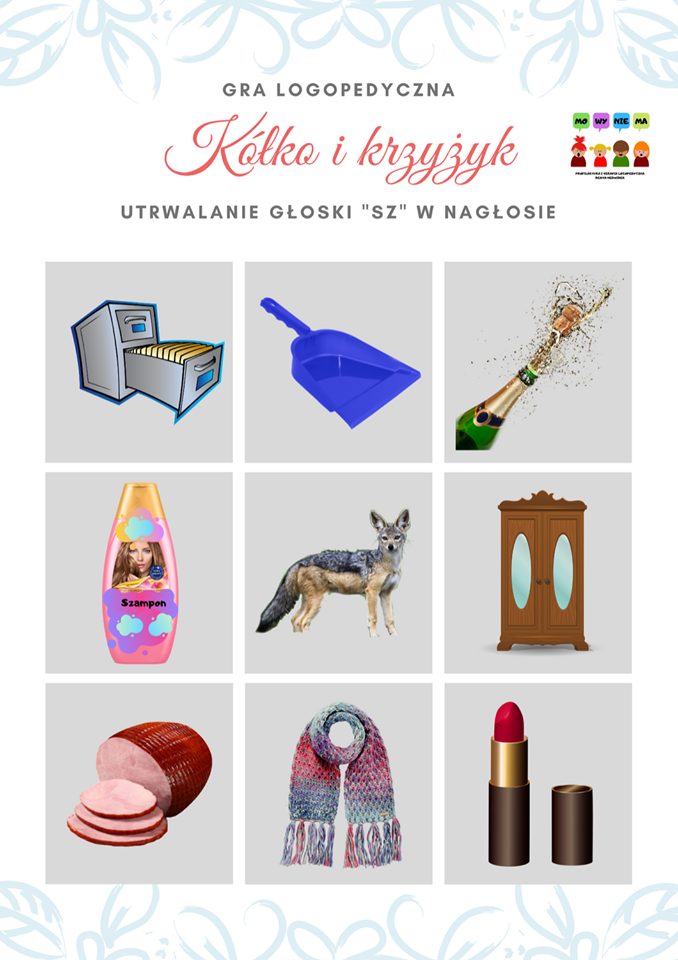 GRA LOGOPEDYCZNA
Kółko i krzyżyk
MO WY NIE MA
UTRWALANIE GŁOSKI "SZ" W NAGŁOSIE
Szampon